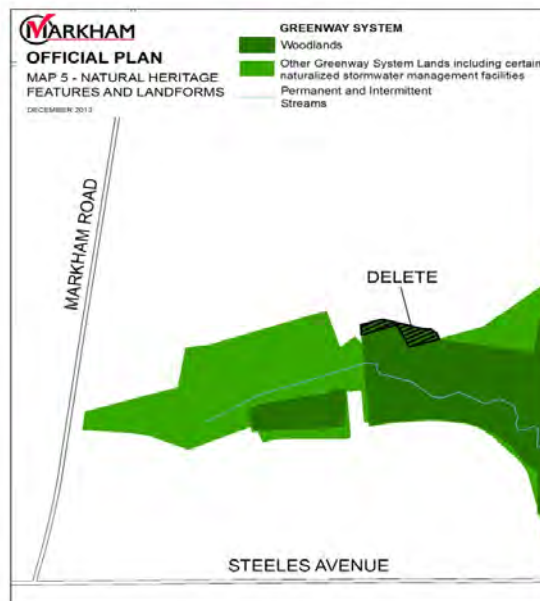 MARKHAM
OFFICIAL PLAN
MAP 5 - NATURAL HERITAGE
FEATURES AND LANDFORMS
DECEMBER 2013
GREENWAY SYSTEM
Woodlands
Other Greenway System Lands including certain
naturalized stormwater management facilities
Permanent and Intermittent
Streams
MARKHAM ROAD
DELETE
STEELES AVENUE